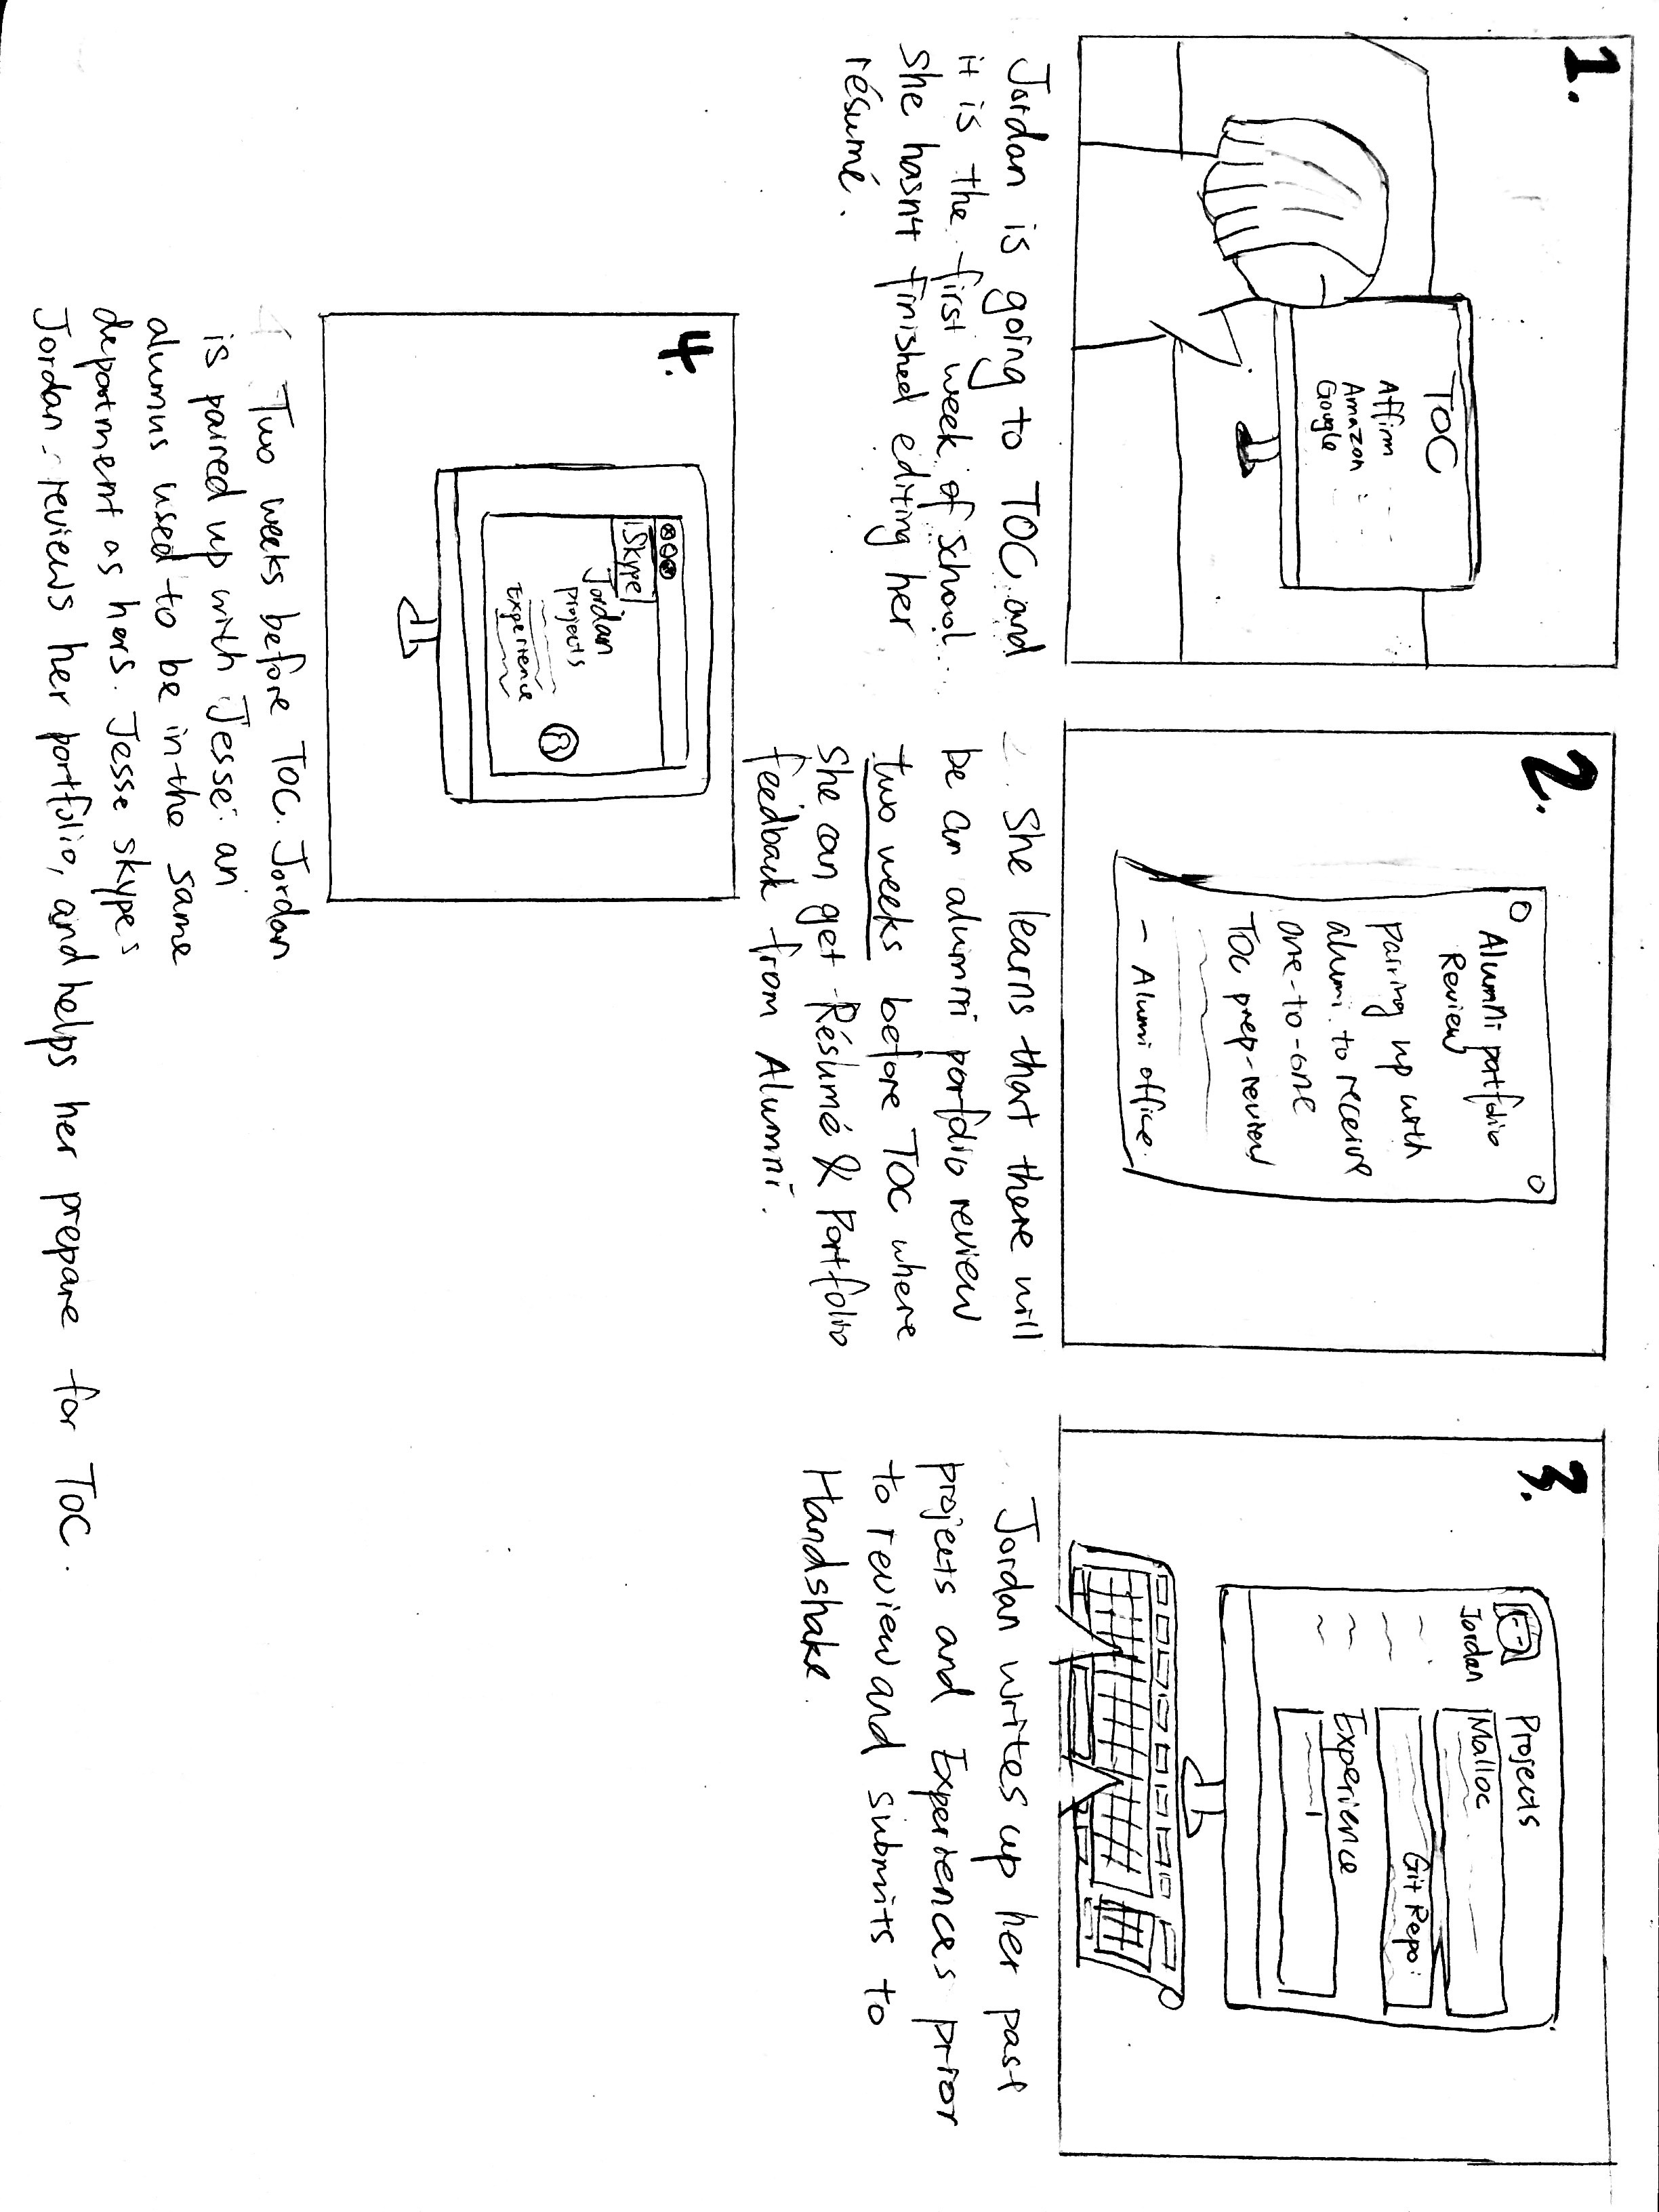 1.
TOC
Affirm
Amazon
Google
Jordan is going to TOC and
it is the first week of school
She hasn't finished editing her
résumé.
2.
Alumni portfolio
Review
pairing up with
alumni to receive
one-to-one
TOC prep-review
- Alumni office.
She learns that there will
be an alumni portfolio review
two weeks before TOC where
she can get Résumé & Portfolio
feedback from Alumni.
3.
Jordan
Projects
Malloc
Git Repo
Experience
Jordan writes up her past
projects and Experiences prior
to review and submits to
Handshake.
4.
Skype
Jordan
Projects
Experience
Two weeks before TOC. Jordan
is paired up with Jesse: an
alumnus used to be in the same
department as hers. Jesse skypes
Jordan - reviews her portfolio, and helps her prepare for TOC.